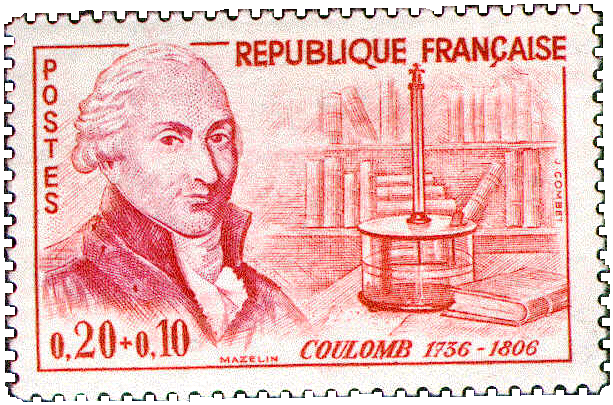 REPUBLIQUE FRANÇAISE
POSTES
J. COMBET
0,20+0,10
MAZELIN
COULOMB 1736-1806